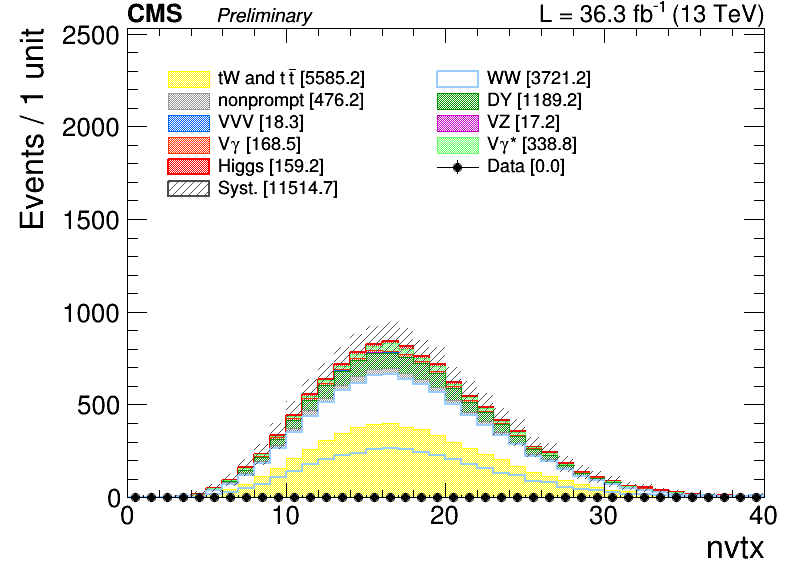 CMS Preliminary L = 36.3 fb⁻¹ (13 TeV)
Events / 1 unit
2500
2000
1500
1000
500
0
tW and tt̅ [5585.2]
nonprompt [476.2]
VVV [18.3]
Vγ [168.5]
Higgs [159.2]
Syst. [11514.7]
WW [3721.2]
DY [1189.2]
VZ [17.2]
Vγ* [338.8]
Data [0.0]
0 10 20 30 40
nvtx